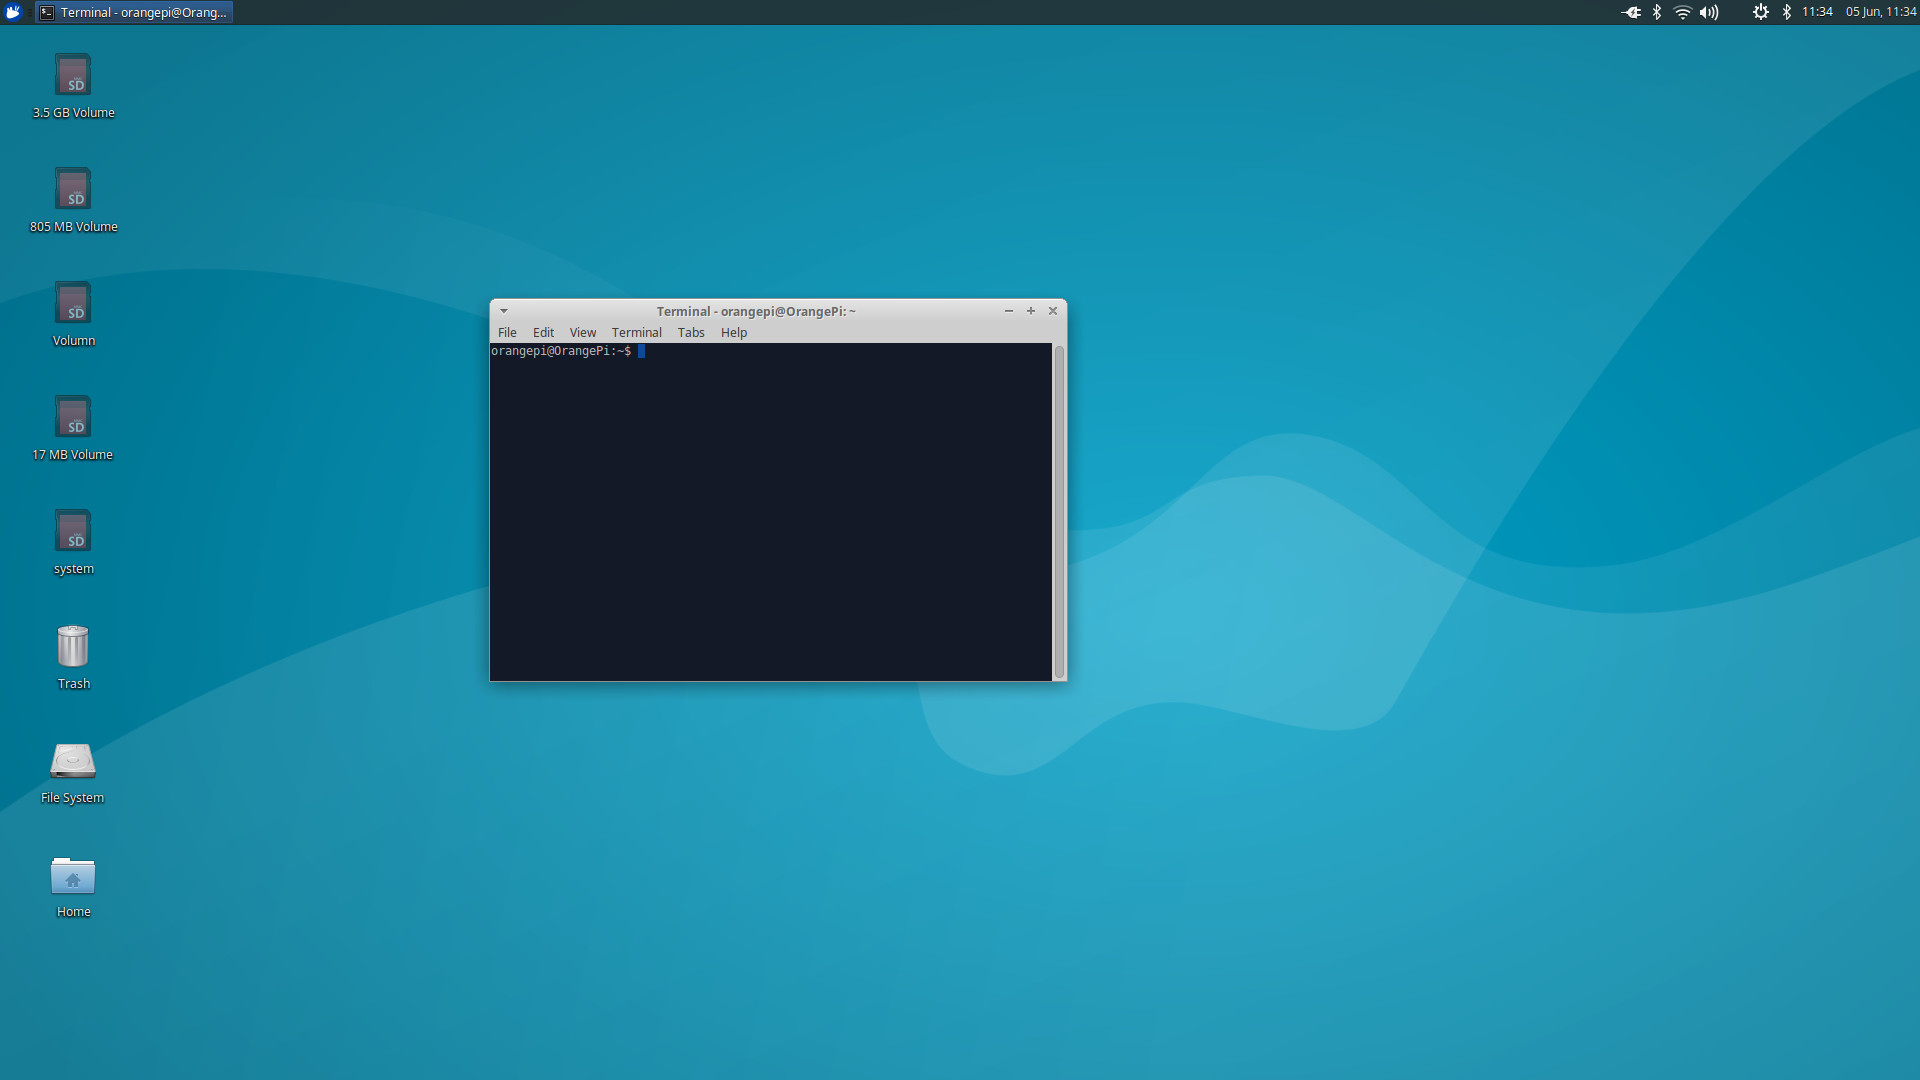 Terminal - orangepi@Orang...
11:34
05 Jun, 11:34
SD
3.5 GB Volume
SD
805 MB Volume
SD
Volumn
SD
17 MB Volume
SD
system
Trash
File System
Home
Terminal - orangepi@OrangePi: ~
File Edit View Terminal Tabs Help
orangepi@OrangePi:~$